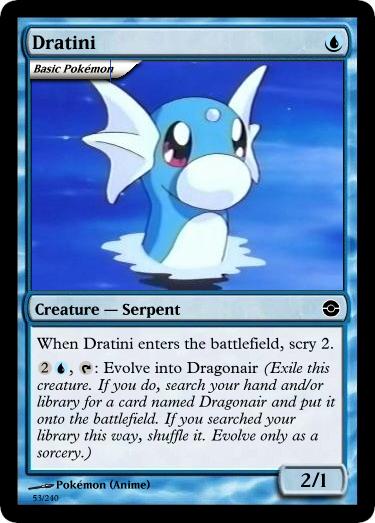 Dratini
Basic Pokémon
Creature — Serpent
When Dratini enters the battlefield, scry 2.
2 , : Evolve into Dragonair (Exile this
creature. If you do, search your hand and/or
library for a card named Dragonair and put it
onto the battlefield. If you searched your
library this way, shuffle it. Evolve only as a
sorcery.)
2/1
Pokémon (Anime)
53/240